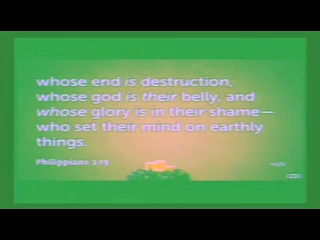 whose end is destruction,
whose god is their belly, and
whose glory is in their shame—
who set their mind on earthly
things.
Philippians 3:19
NKJV